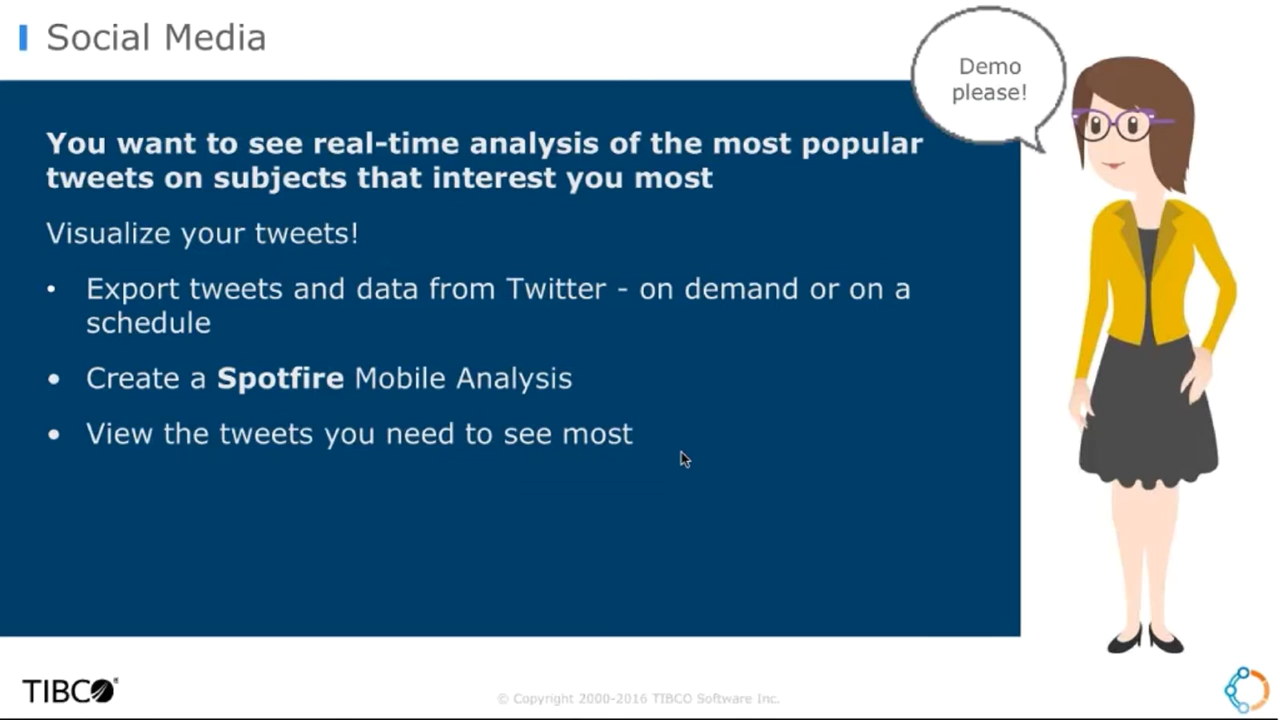 Social Media
Demo
please!
You want to see real-time analysis of the most popular
tweets on subjects that interest you most
Visualize your tweets!
• Export tweets and data from Twitter - on demand or on a
schedule
• Create a Spotfire Mobile Analysis
• View the tweets you need to see most
TIBCO®
© Copyright 2000-2016 TIBCO Software Inc.